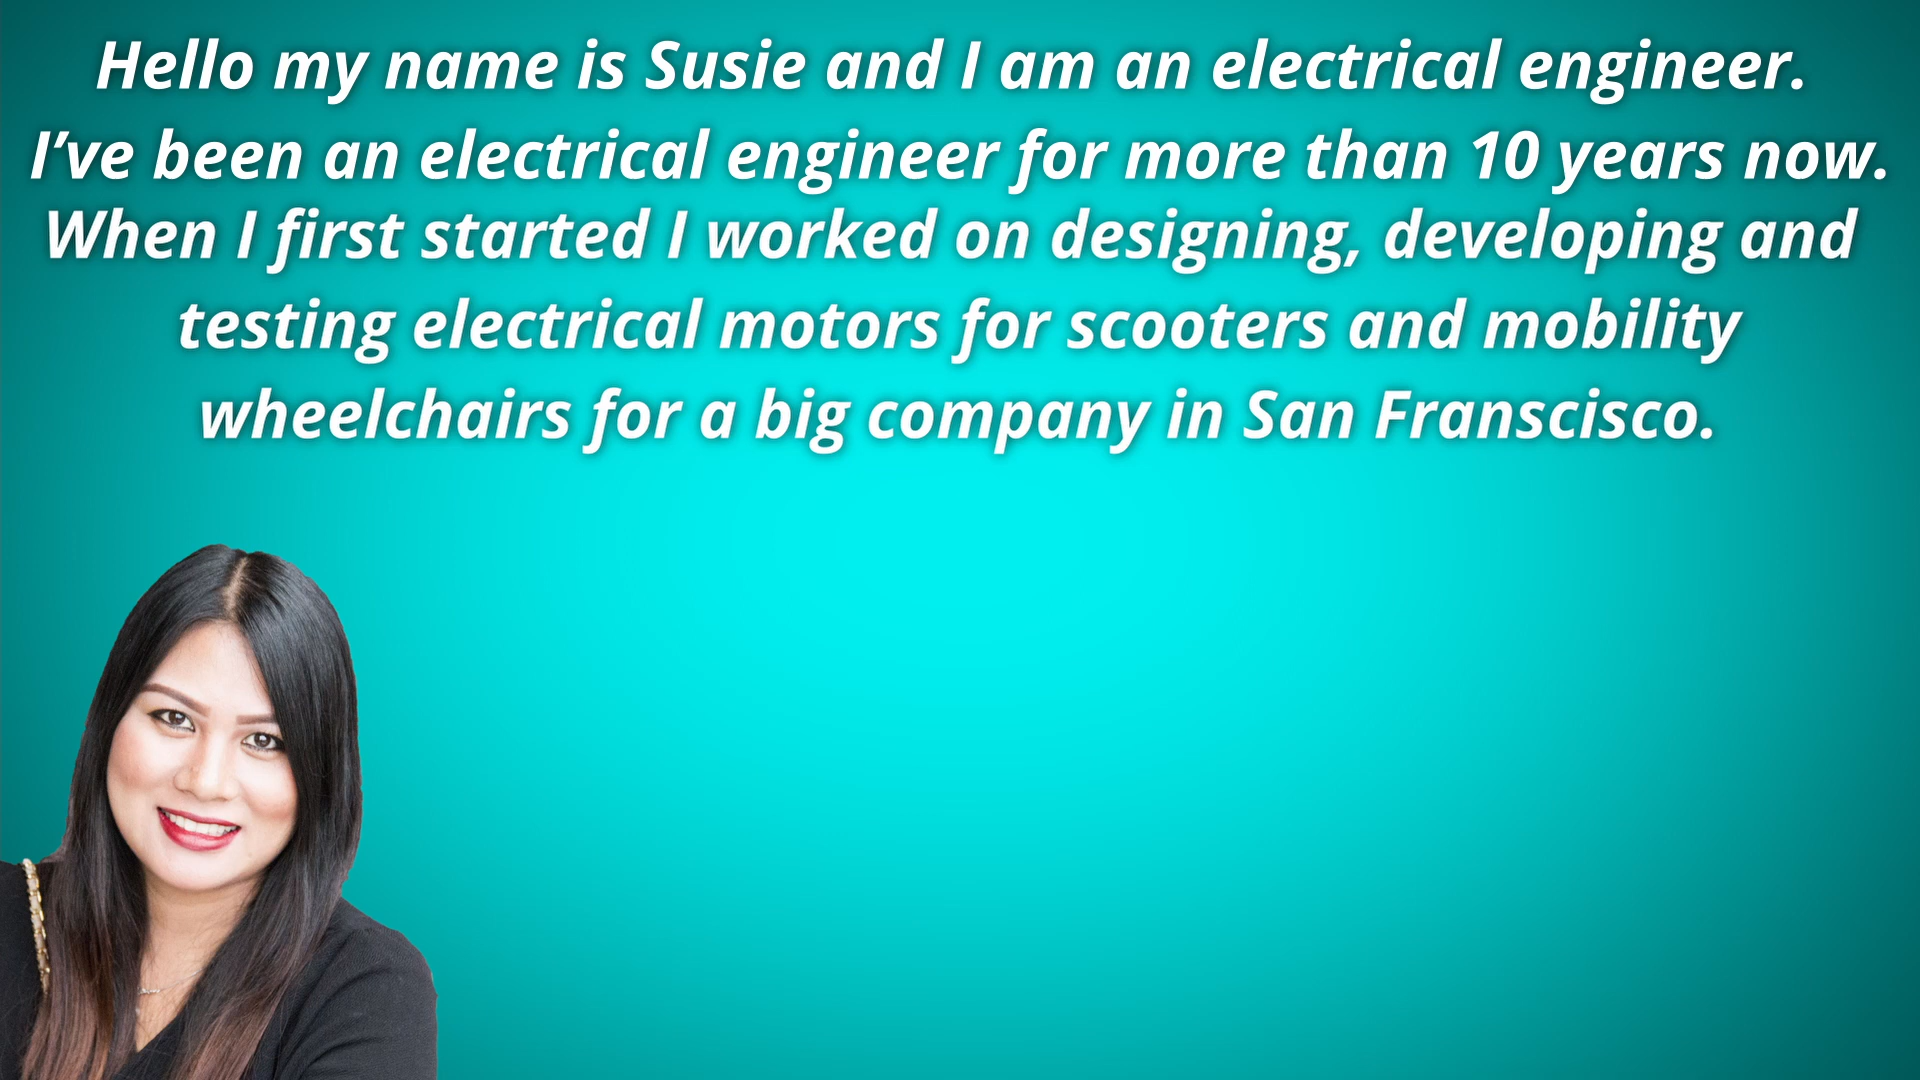 Hello my name is Susie and I am an electrical engineer.
I’ve been an electrical engineer for more than 10 years now.
When I first started I worked on designing, developing and
testing electrical motors for scooters and mobility
wheelchairs for a big company in San Franscisco.